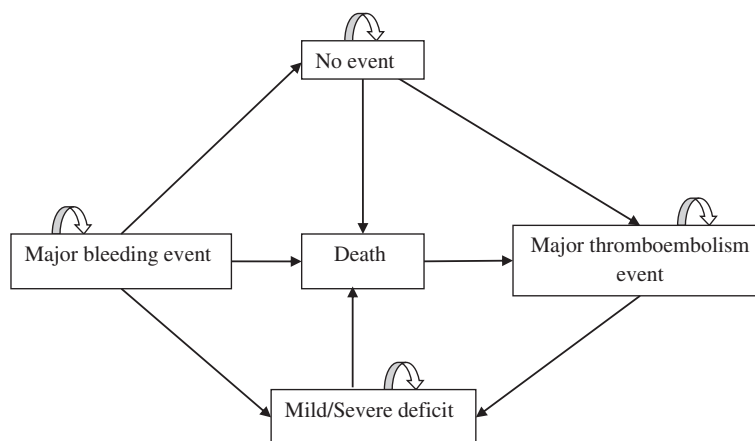 No event
Major bleeding event
Death
Major thromboembolism
event
Mild/Severe deficit